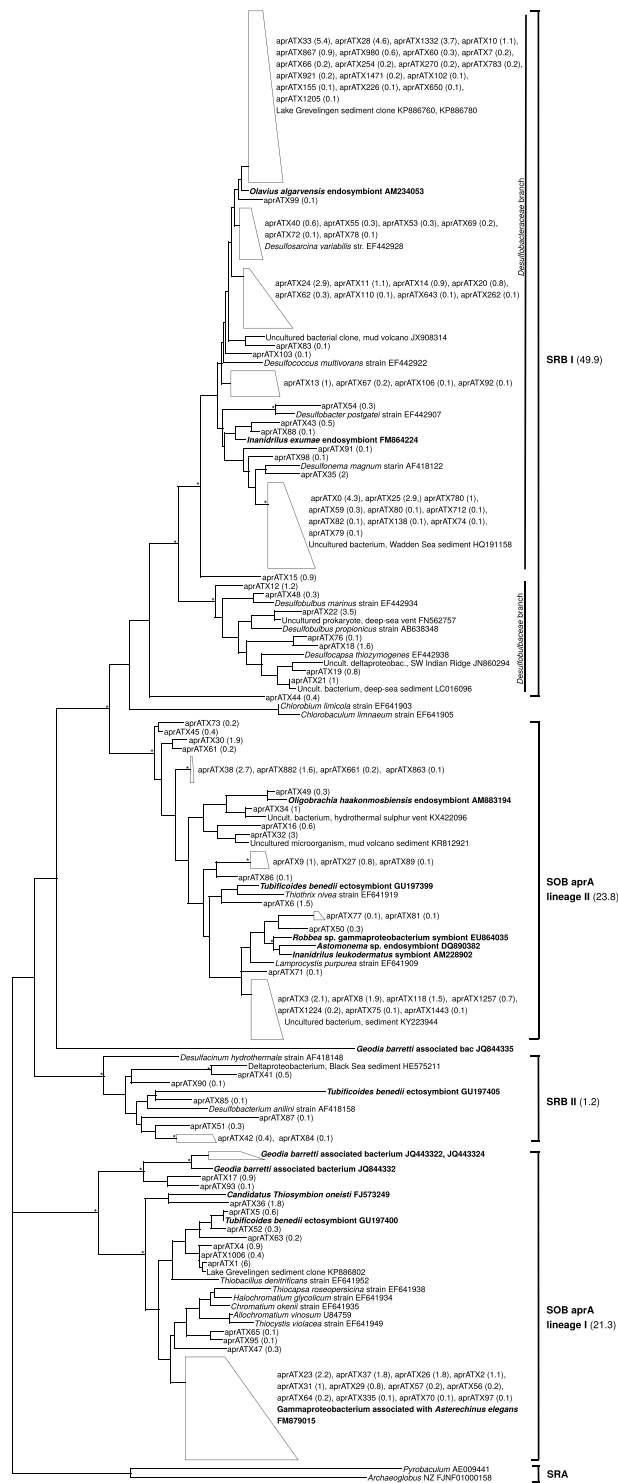 aprATX33 (5.4), aprATX28 (4.6), aprATX1332 (3.7), aprATX10 (1.1),
aprATX867 (0.9), aprATX980 (0.6), aprATX60 (0.3), aprATX7 (0.2),
aprATX66 (0.2), aprATX254 (0.2), aprATX270 (0.2), aprATX783 (0.2),
aprATX921 (0.2), aprATX1471 (0.2), aprATX102 (0.1),
aprATX155 (0.1), aprATX226 (0.1), aprATX650 (0.1),
aprATX1205 (0.1)
Lake Grevelingen sediment clone KP886760, KP886780
Olavius algarvensis endosymbiont AM234053
aprATX99 (0.1)
aprATX40 (0.6), aprATX55 (0.3), aprATX53 (0.3), aprATX69 (0.2),
aprATX72 (0.1), aprATX78 (0.1)
Desulfosarcina variabilis str. EF442928
aprATX24 (2.9), aprATX11 (1.1), aprATX14 (0.9), aprATX20 (0.8),
aprATX62 (0.3), aprATX110 (0.1), aprATX643 (0.1), aprATX262 (0.1)
Uncultured bacterial clone, mud volcano JX908314
aprATX83 (0.1)
aprATX103 (0.1)
Desulfococcus multivorans strain EF442922
aprATX13 (1), aprATX67 (0.2), aprATX106 (0.1), aprATX92 (0.1)
aprATX54 (0.3)
Desulfobacter postgatei strain EF442907
aprATX43 (0.5)
aprATX88 (0.1)
Inanidrilus exumae endosymbiont FM864224
aprATX91 (0.1)
aprATX98 (0.1)
Desulfonema magnum starin AF418122
aprATX35 (2)
aprATX0 (4.3), aprATX25 (2.9,) aprATX780 (1),
aprATX59 (0.3), aprATX80 (0.1), aprATX712 (0.1),
aprATX82 (0.1), aprATX138 (0.1), aprATX74 (0.1),
aprATX79 (0.1)
Uncultured bacterium, Wadden Sea sediment HQ191158
Desulfobacteraceae branch
SRB I (49.9)
aprATX15 (0.9)
aprATX12 (1.2)
aprATX48 (0.3)
Desulfobulbus marinus strain EF442934
aprATX22 (3.5)
Uncultured prokaryote, deep-sea vent FN562757
Desulfobulbus propionicus strain AB638348
aprATX76 (0.1)
aprATX18 (1.6)
Desulfocapsa thiozymogenes EF442938
Uncult. deltaproteobac., SW Indian Ridge JN860294
aprATX19 (0.8)
aprATX21 (1)
Uncult. bacterium, deep-sea sediment LC016096
Desulfobulbaceae branch
aprATX44 (0.4)
Chlorobium limicola strain EF641903
Chlorobaculum limnaeum strain EF641905
aprATX73 (0.2)
aprATX45 (0.4)
aprATX30 (1.9)
aprATX61 (0.2)
aprATX38 (2.7), aprATX882 (1.6), aprATX661 (0.2), aprATX863 (0.1)
aprATX49 (0.3)
Oligobrachia haakonmosbiensis endosymbiont AM883194
aprATX34 (1)
Uncult. bacterium, hydrothermal sulphur vent KX422096
aprATX16 (0.6)
aprATX32 (3)
Uncultured microorganism, mud volcano sediment KR812921
aprATX9 (1), aprATX27 (0.8), aprATX89 (0.1)
aprATX86 (0.1)
Tubificoides benedii ectosymbiont GU197399
Thiothrix nivea strain EF641919
aprATX6 (1.5)
aprATX77 (0.1), aprATX81 (0.1)
aprATX50 (0.3)
Robbea sp. gammaproteobacterium symbiont EU864035
Astomonema sp. endosymbiont DQ890382
Inanidrilus leukodermatus symbiont AM228902
Lamprocystis purpurea strain EF641909
aprATX71 (0.1)
aprATX3 (2.1), aprATX8 (1.9), aprATX118 (1.5), aprATX1257 (0.7),
aprATX1224 (0.2), aprATX75 (0.1), aprATX1443 (0.1)
Uncultured bacterium, sediment KY223944
SOB aprA
lineage II (23.8)
Geodia barretti associated bac JQ844335
Desulfacinum hydrothermale strain AF418148
Deltaproteobacterium, Black Sea sediment HE575211
aprATX41 (0.5)
aprATX90 (0.1)
Tubificoides benedii ectosymbiont GU197405
aprATX85 (0.1)
Desulfobacterium anilini strain AF418158
aprATX87 (0.1)
aprATX51 (0.3)
aprATX42 (0.4), aprATX84 (0.1)
SRB II (1.2)
Geodia barretti associated bacterium JQ443322, JQ443324
Geodia barretti associated bacterium JQ844332
aprATX17 (0.9)
aprATX93 (0.1)
Candidatus Thiosymbion oneisti FJ573249
aprATX36 (1.8)
aprATX5 (0.6)
Tubificoides benedii ectosymbiont GU197400
aprATX52 (0.3)
aprATX63 (0.2)
aprATX4 (0.9)
aprATX1006 (0.4)
aprATX1 (6)
Lake Grevelingen sediment clone KP886802
Thiobacillus denitrificans strain EF641952
Thiocapsa roseopersicina strain EF641938
Halochromatium glycolicum strain EF641934
Chromatium okenii strain EF641935
Allochromatium vinosum U84759
Thiocystis violacea strain EF641949
aprATX65 (0.1)
aprATX95 (0.1)
aprATX47 (0.3)
aprATX23 (2.2), aprATX37 (1.8), aprATX26 (1.8), aprATX2 (1.1),
aprATX31 (1), aprATX29 (0.8), aprATX57 (0.2), aprATX56 (0.2),
aprATX64 (0.2), aprATX335 (0.1), aprATX70 (0.1), aprATX97 (0.1)
Gammaproteobacterium associated with Asterechinus elegans
FM879015
SOB aprA
lineage I (21.3)
Pyrobaculum AE009441
Archaeoglobus NZ FJNF01000158
SRA